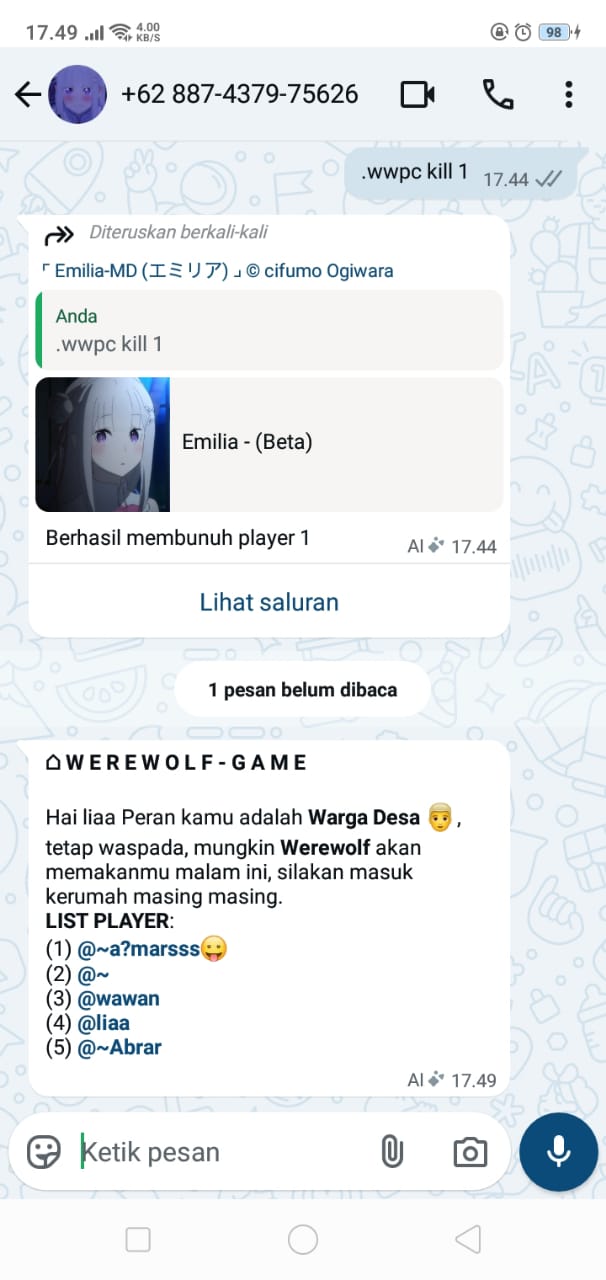 17.49 4.00 KB/S 98
+62 887-4379-75626
.wwpc kill 1 17.44
Diteruskan berkali-kali
「 Emilia-MD (エミリア) 」 © cifumo Ogiwara
Anda
.wwpc kill 1
Emilia - (Beta)
Berhasil membunuh player 1
AI 17.44
Lihat saluran
1 pesan belum dibaca
⌂ W E R E W O L F - G A M E
Hai liaa Peran kamu adalah Warga Desa 👳 ,
tetap waspada, mungkin Werewolf akan
memakanmu malam ini, silakan masuk
kerumah masing masing.
LIST PLAYER:
(1) @~a?marsss😛
(2) @~
(3) @wawan
(4) @liaa
(5) @~Abrar
AI 17.49
Ketik pesan